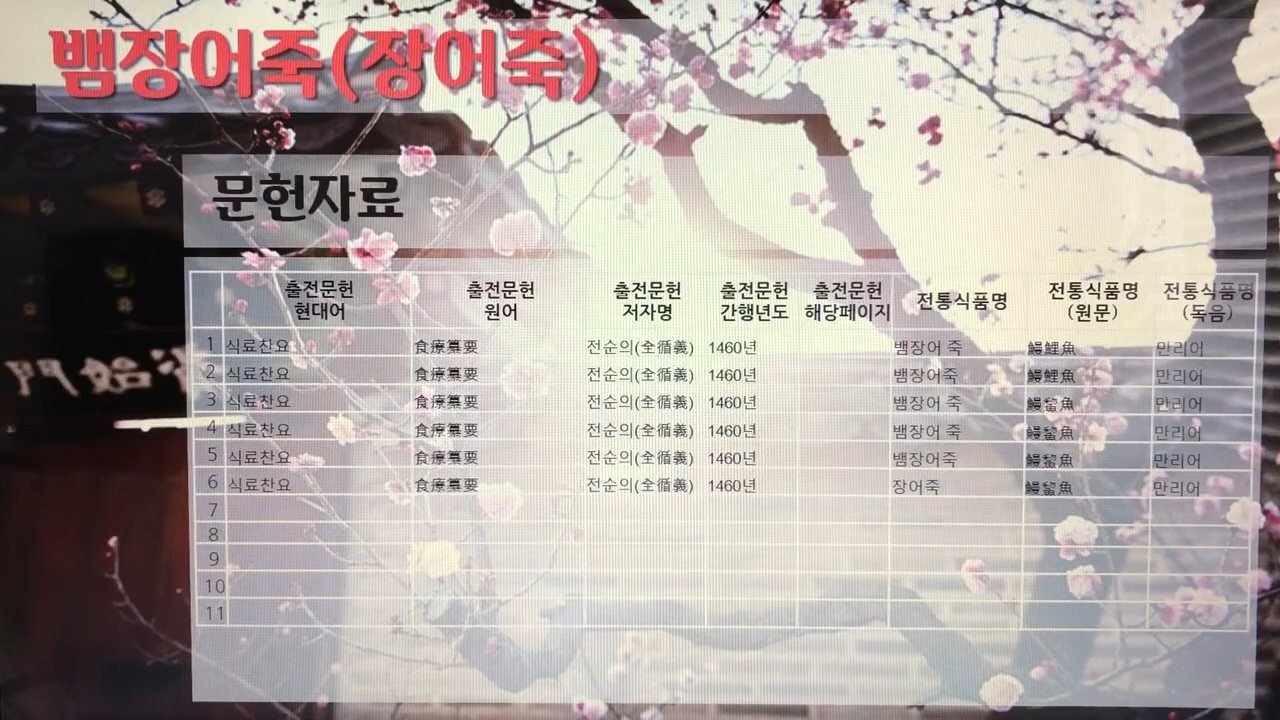 뱀장어죽(장어죽)
문헌자료
출전문헌 현대어 출전문헌 원어 출전문헌 저자명 출전문헌 간행년도 출전문헌 해당페이지 전통식품명 전통식품명 (원문) 전통식품명 (독음)
1 식료찬요 食療纂要 전순의(全循義) 1460년 뱀장어 죽 鰻鯉魚 만리어
2 식료찬요 食療纂要 전순의(全循義) 1460년 뱀장어죽 鰻鯉魚 만리어
3 식료찬요 食療纂要 전순의(全循義) 1460년 뱀장어 죽 만리어
4 식료찬요 食療纂要 전순의(全循義) 1460년 뱀장어 죽 만리어
5 식료찬요 食療纂要 전순의(全循義) 1460년 뱀장어죽 만리어
6 식료찬요 食療纂要 전순의(全循義) 1460년 장어죽 만리어
7
8
9
10
11